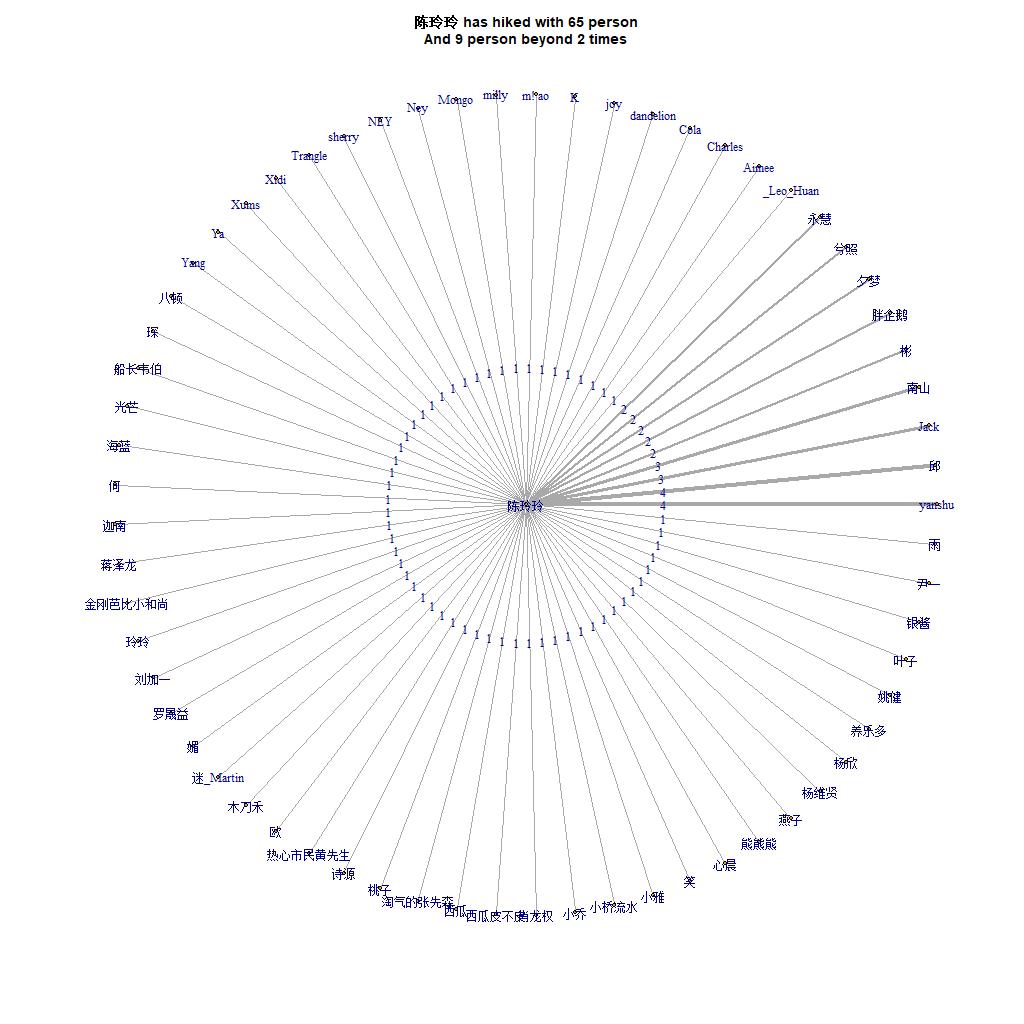 陈玲玲 has hiked with 65 person
And 9 person beyond 2 times
milly
K
joy
Mongo
Ney
dandelion
NEY
Cola
sherry
Charles
Trangle
Aimee
Xidi
_Leo_Huan
Xums
永慧
Ya
兮照
Yang
夕梦
八顿
胖企鹅
琛
彬
船长韦伯
南山
光芒
Jack
海蓝
邱
何
陈玲玲
yanshu
迦南
雨
蒋泽龙
尹一
金刚芭比小和尚
银酱
玲玲
叶子
刘加一
姚健
罗晟益
养乐多
媚
杨欣
迷_Martin
杨维贤
木乃禾
燕子
欧
熊熊熊
热心市民黄先生
心晨
诗源
笑
桃子
小雅
淘气的张先森
小桥流水
西瓜
西瓜皮不皮
小乔
1 1 1 1 1 1 1 1 2 2 2 2 2 3 3 4 4
1 1 1 1 1 1 1 1 1 1 1 1 1 1 1 1
1 1 1 1 1 1 1 1 1 1 1 1 1 1 1 1
1 1 1 1 1 1 1 1 1 1 1 1 1 1 1 1